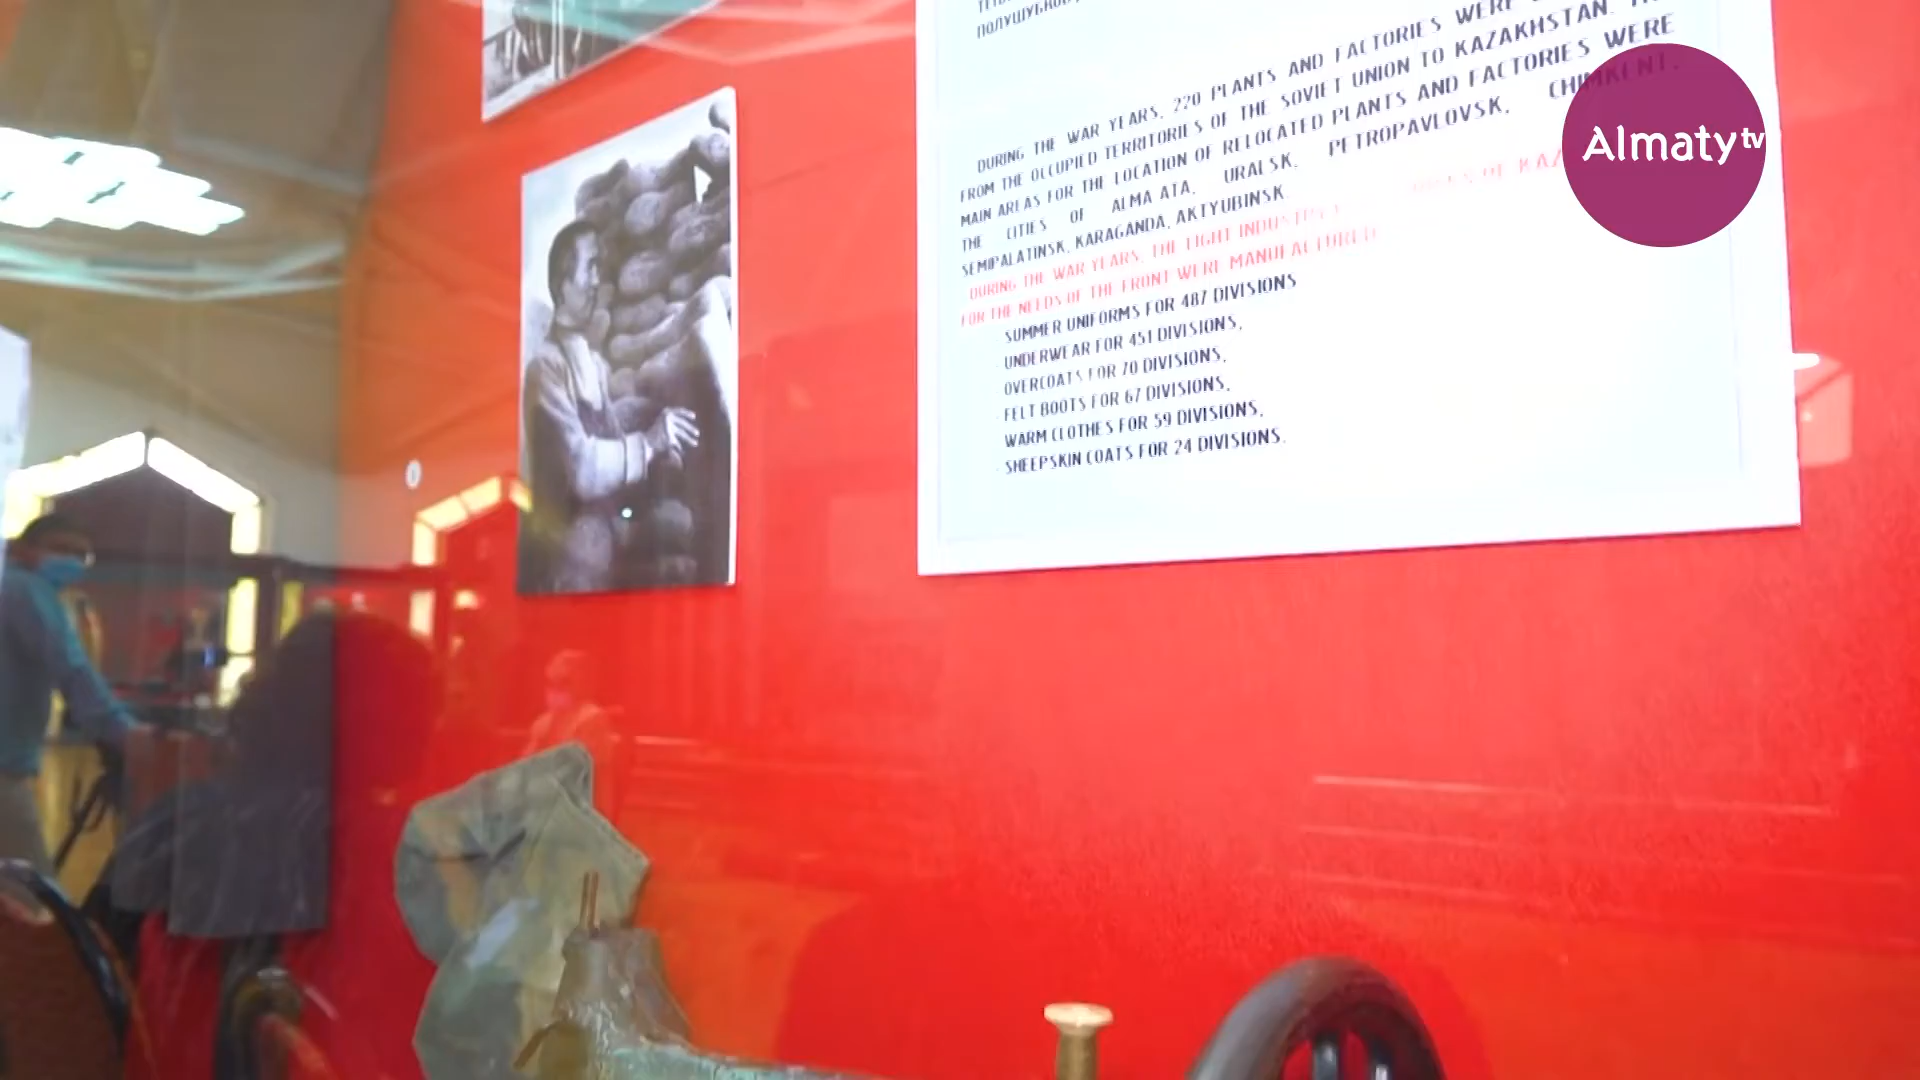 ПОЛУШУБКОВ
DURING THE WAR YEARS, 220 PLANTS AND FACTORIES WERE
FROM THE OCCUPIED TERRITORIES OF THE SOVIET UNION TO KAZAKHSTAN.
MAIN AREAS FOR THE LOCATION OF RELOCATED PLANTS AND FACTORIES WERE
THE CITIES OF ALMA ATA, URALSK, PETROPAVLOVSK, CHIMKENT,
SEMIPALATINSK, KARAGANDA, AKTYUBINSK.
DURING THE WAR YEARS, THE LIGHT INDUSTRY OF
FOR THE NEEDS OF THE FRONT WERE MANUFACTURED
SUMMER UNIFORMS FOR 487 DIVISIONS
UNDERWEAR FOR 451 DIVISIONS,
OVERCOATS FOR 70 DIVISIONS,
- FELT BOOTS FOR 67 DIVISIONS,
WARM CLOTHES FOR 59 DIVISIONS,
- SHEEPSKIN COATS FOR 24 DIVISIONS.
Almaty tv